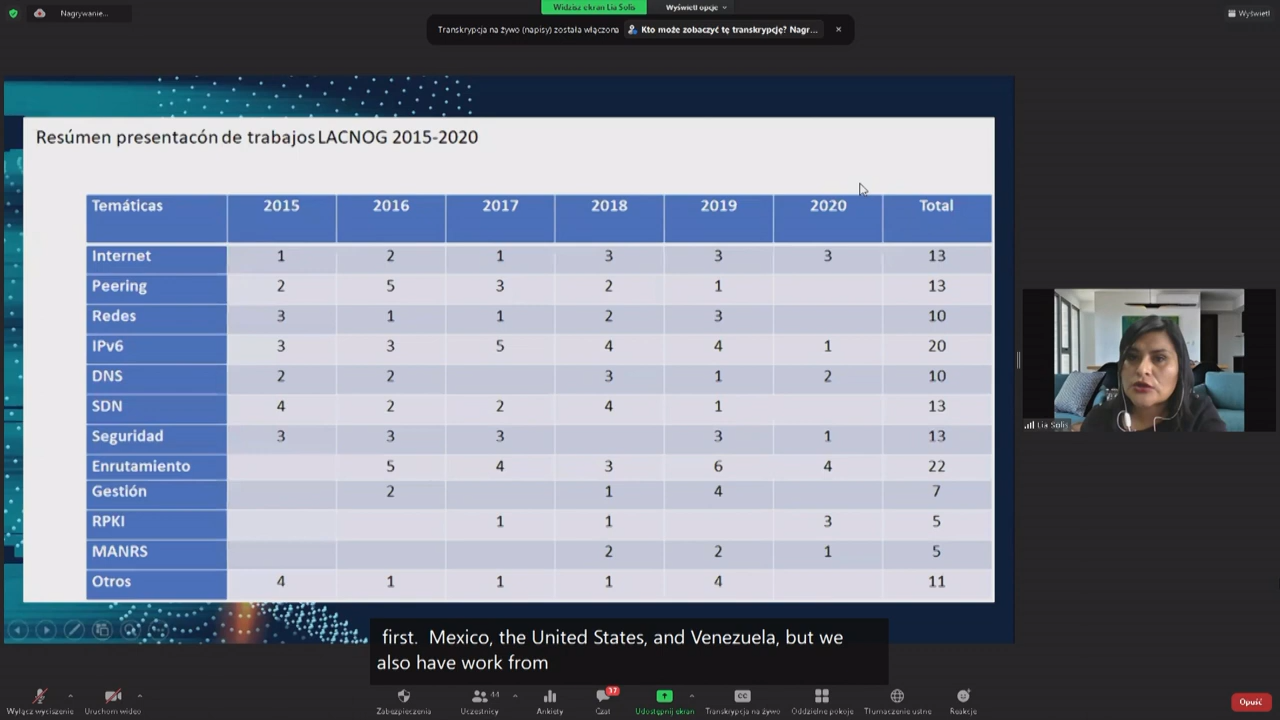 Nagrywanie...
Widzisz ekran Lia Solis
Wyświetl opcje
Wyświetl
Transkrypcja na żywo (napisy) została włączona
Kto może zobaczyć tę transkrypcję? Nagr...
Resúmen presentacón de trabajos LACNOG 2015-2020
Temáticas 2015 2016 2017 2018 2019 2020 Total
Internet 1 2 1 3 3 3 13
Peering 2 5 3 2 1 13
Redes 3 1 1 2 3 10
IPv6 3 3 5 4 4 1 20
DNS 2 2 3 1 2 10
SDN 4 2 2 4 1 13
Seguridad 3 3 3 3 1 13
Enrutamiento 5 4 3 6 4 22
Gestión 2 1 4 7
RPKI 1 1 3 5
MANRS 2 2 1 5
Otros 4 1 1 1 4 11
Lia Solis
first. Mexico, the United States, and Venezuela, but we
also have work from
44
37
Wyłącz wyciszenie
Uruchom wideo
Zabezpieczenia
Uczestnicy
Ankiety
Czat
Udostępnij ekran
Transkrypcja na żywo
Oddzielne pokoje
Tłumaczenie ustne
Reakcje
Opuść